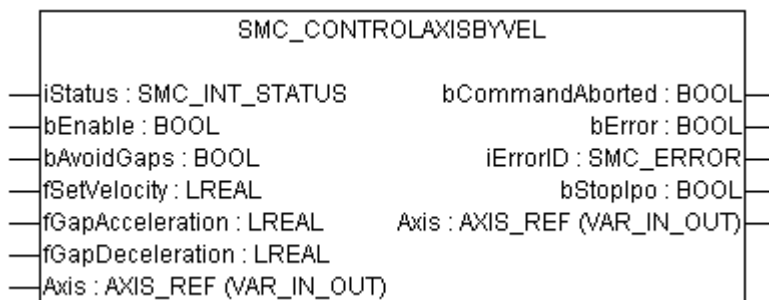 SMC_CONTROLAXISBYVEL
iStatus : SMC_INT_STATUS bCommandAborted : BOOL
bEnable : BOOL bError : BOOL
bAvoidGaps : BOOL iErrorID : SMC_ERROR
fSetVelocity : LREAL bStopIpo : BOOL
fGapAcceleration : LREAL Axis : AXIS_REF (VAR_IN_OUT)
fGapDeceleration : LREAL
Axis : AXIS_REF (VAR_IN_OUT)